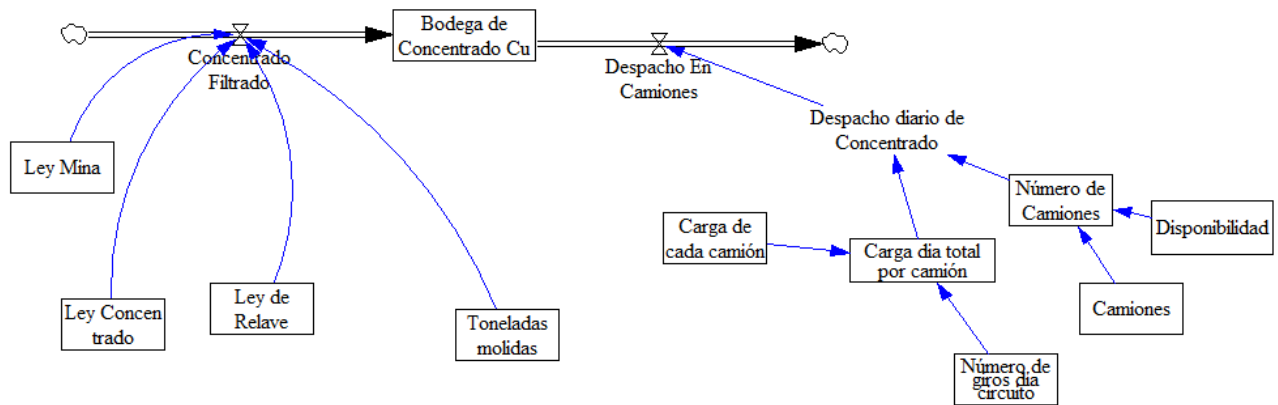 Bodega de
Concentrado Cu
Concentrado
Filtrado
Despacho En
Camiones
Despacho diario de
Concentrado
Ley Mina
Número de
Camiones
Disponibilidad
Carga de
cada camión
Carga dia total
por camión
Ley Concen
trado
Ley de
Relave
Toneladas
molidas
Camiones
Número de
giros día
circuito